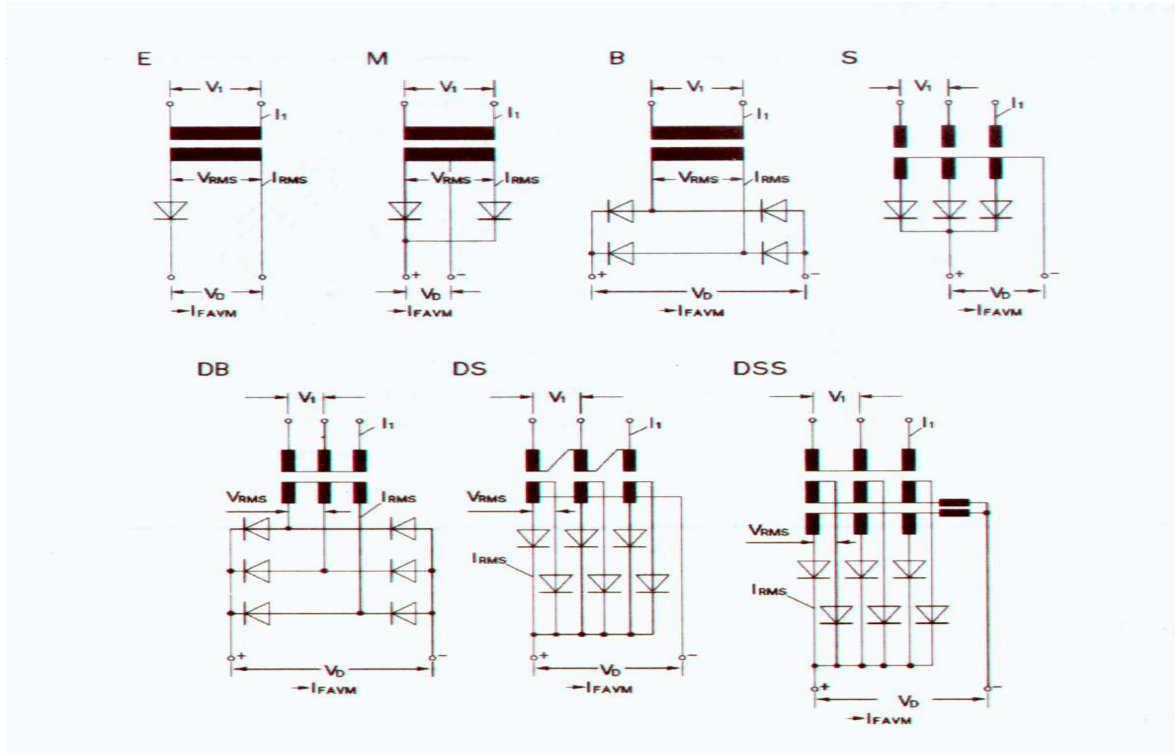 E M B S
V1 V1 V1 V1
I1 I1 I1 I1
VRMS IRMS VRMS IRMS VRMS IRMS
+ − + − + −
VD VD VD VD
IFAVM IFAVM IFAVM IFAVM
DB DS DSS
V1 V1 V1
I1 I1 I1
VRMS IRMS VRMS VRMS
IRMS IRMS
+ − + − + −
VD VD VD
IFAVM IFAVM IFAVM